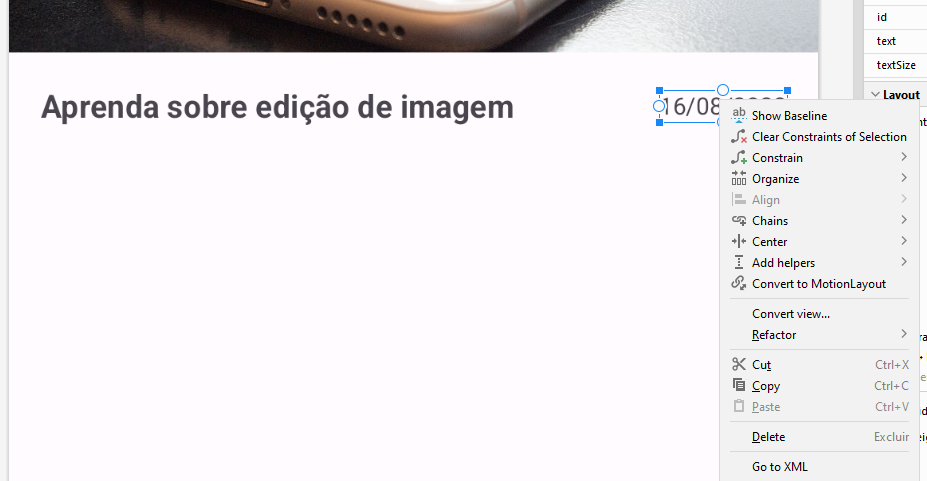 id
text
textSize
Layout
Aprenda sobre edição de imagem
16/08
ab
Show Baseline
Clear Constraints of Selection
Constrain
Organize
Align
Chains
Center
Add helpers
Convert to MotionLayout
Convert view...
Refactor
Cut Ctrl+X
Copy Ctrl+C
Paste Ctrl+V
Delete Excluir
Go to XML